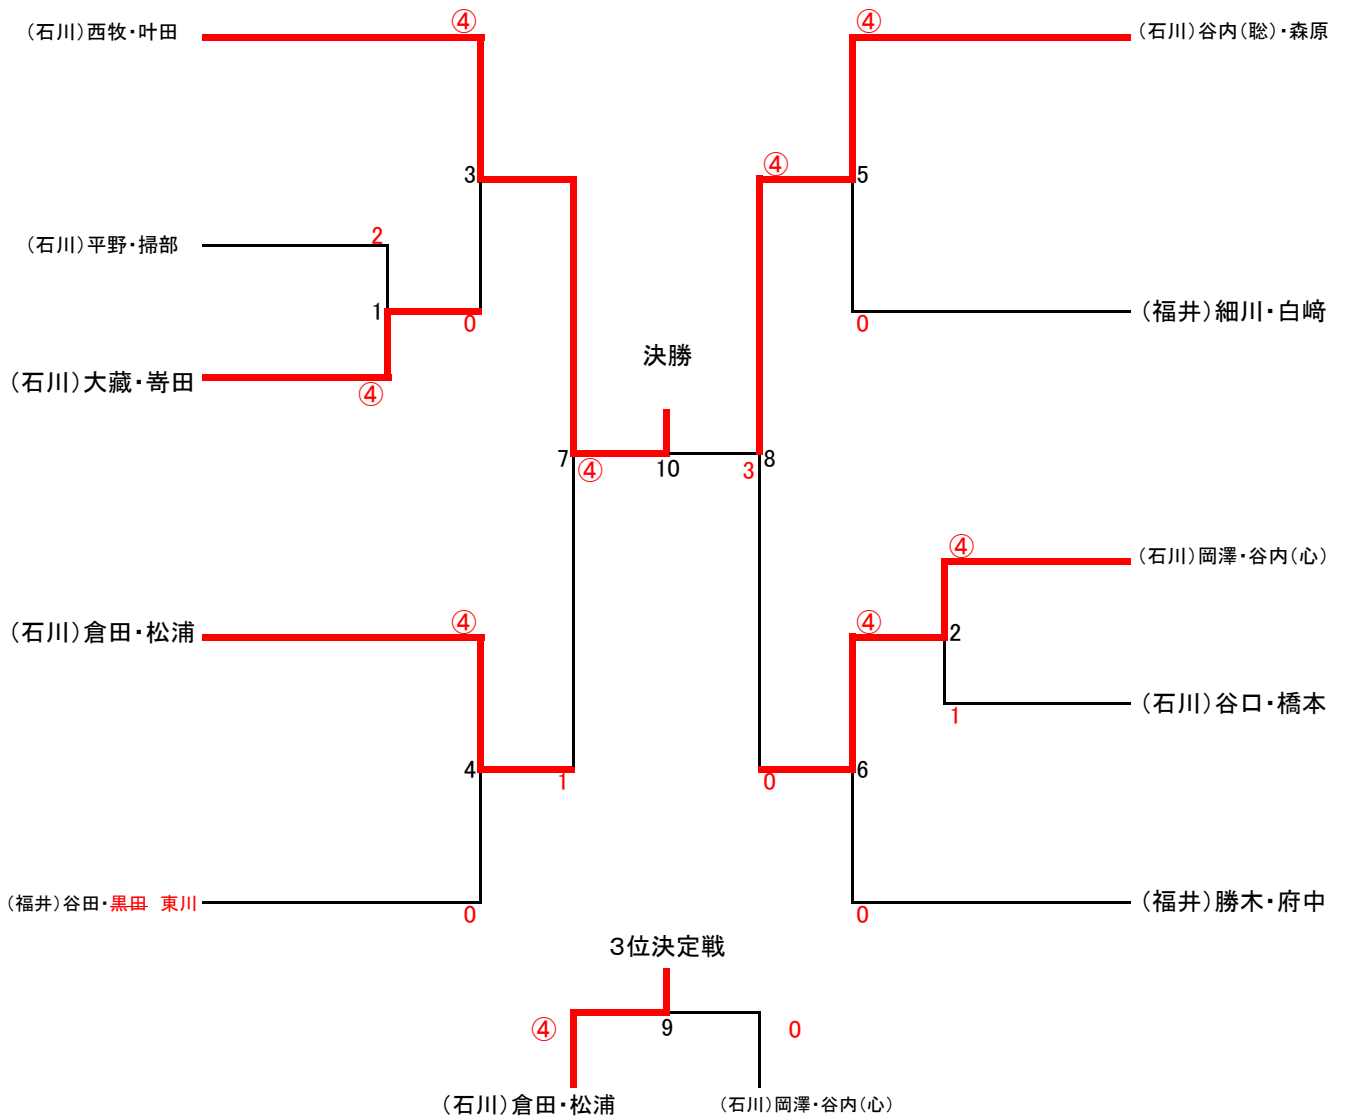 ④
④
(石川)西牧・叶田
(石川)谷内(聡)・森原
④
3
5
2
(石川)平野・掃部
1
0
(福井)細川・白﨑
0
決勝
(石川)大藏・嵜田
④
7
④
10
3
8
④
(石川)岡澤・谷内(心)
④
④
(石川)倉田・松浦
2
(石川)谷口・橋本
1
4
1
0
6
(福井)谷田・黒田 東川
0
0
(福井)勝木・府中
3位決定戦
④
9
0
(石川)倉田・松浦
(石川)岡澤・谷内(心)